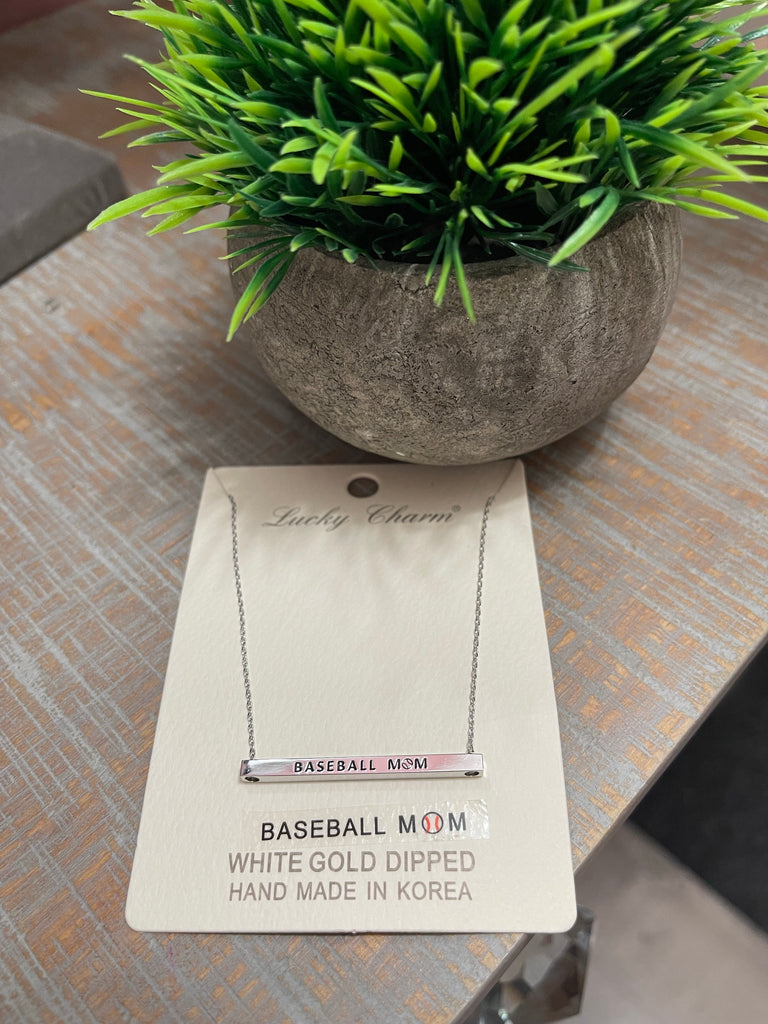 Lucky Charm®
BASEBALL MOM
BASEBALL MOM
WHITE GOLD DIPPED
HAND MADE IN KOREA